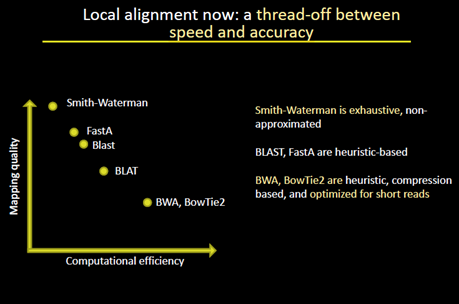 Local alignment now: a thread-off between
speed and accuracy
Smith-Waterman
FastA
Blast
BLAT
BWA, BowTie2
Mapping quality
Computational efficiency
Smith-Waterman is exhaustive, non-
approximated
BLAST, FastA are heuristic-based
BWA, BowTie2 are heuristic, compression
based, and optimized for short reads